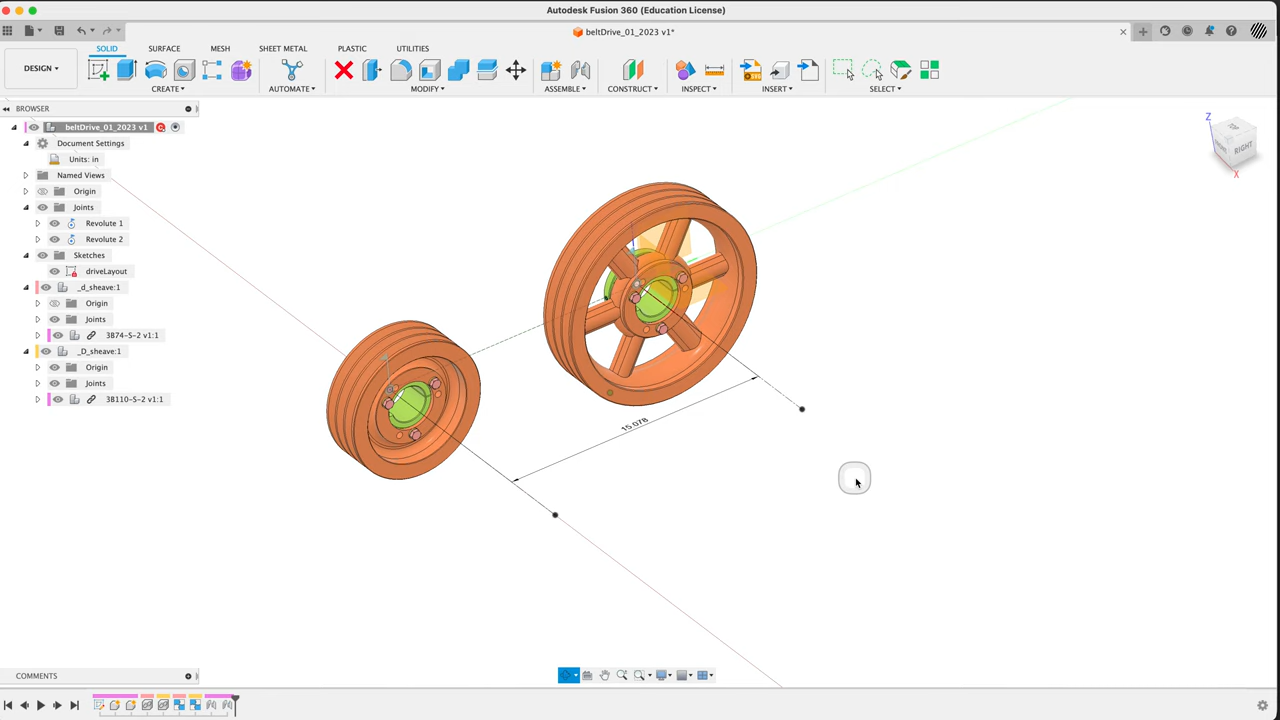 Autodesk Fusion 360 (Education License)
beltDrive_01_2023 v1*
DESIGN
SOLID SURFACE MESH SHEET METAL PLASTIC UTILITIES
CREATE AUTOMATE MODIFY ASSEMBLE CONSTRUCT INSPECT INSERT SELECT
BROWSER
beltDrive_01_2023 v1
Document Settings
Units: in
Named Views
Origin
Joints
Revolute 1
Revolute 2
Sketches
driveLayout
_d_sheave:1
Origin
Joints
3B74-S-2 v1:1
_D_sheave:1
Origin
Joints
3B110-S-2 v1:1
Z
TOP
RIGHT
X
15.078
COMMENTS